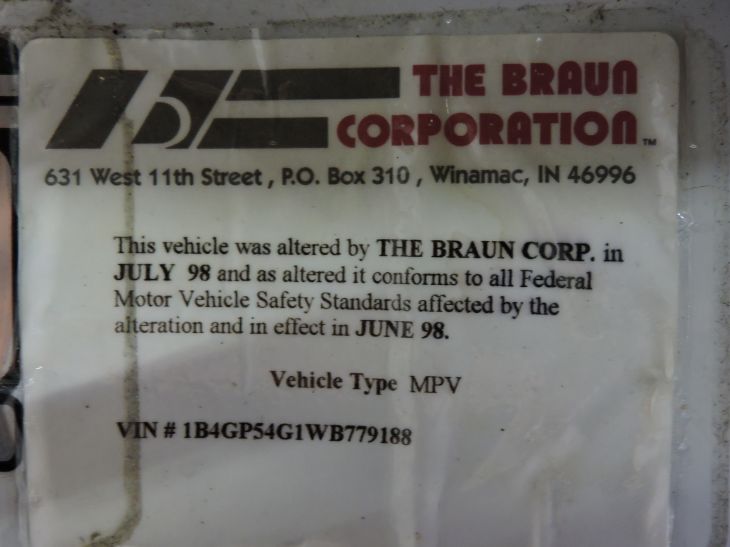 THE BRAUN
CORPORATION™
631 West 11th Street, P.O. Box 310, Winamac, IN 46996
This vehicle was altered by THE BRAUN CORP. in
JULY 98 and as altered it conforms to all Federal
Motor Vehicle Safety Standards affected by the
alteration and in effect in JUNE 98.
Vehicle Type MPV
VIN # 1B4GP54G1WB779188